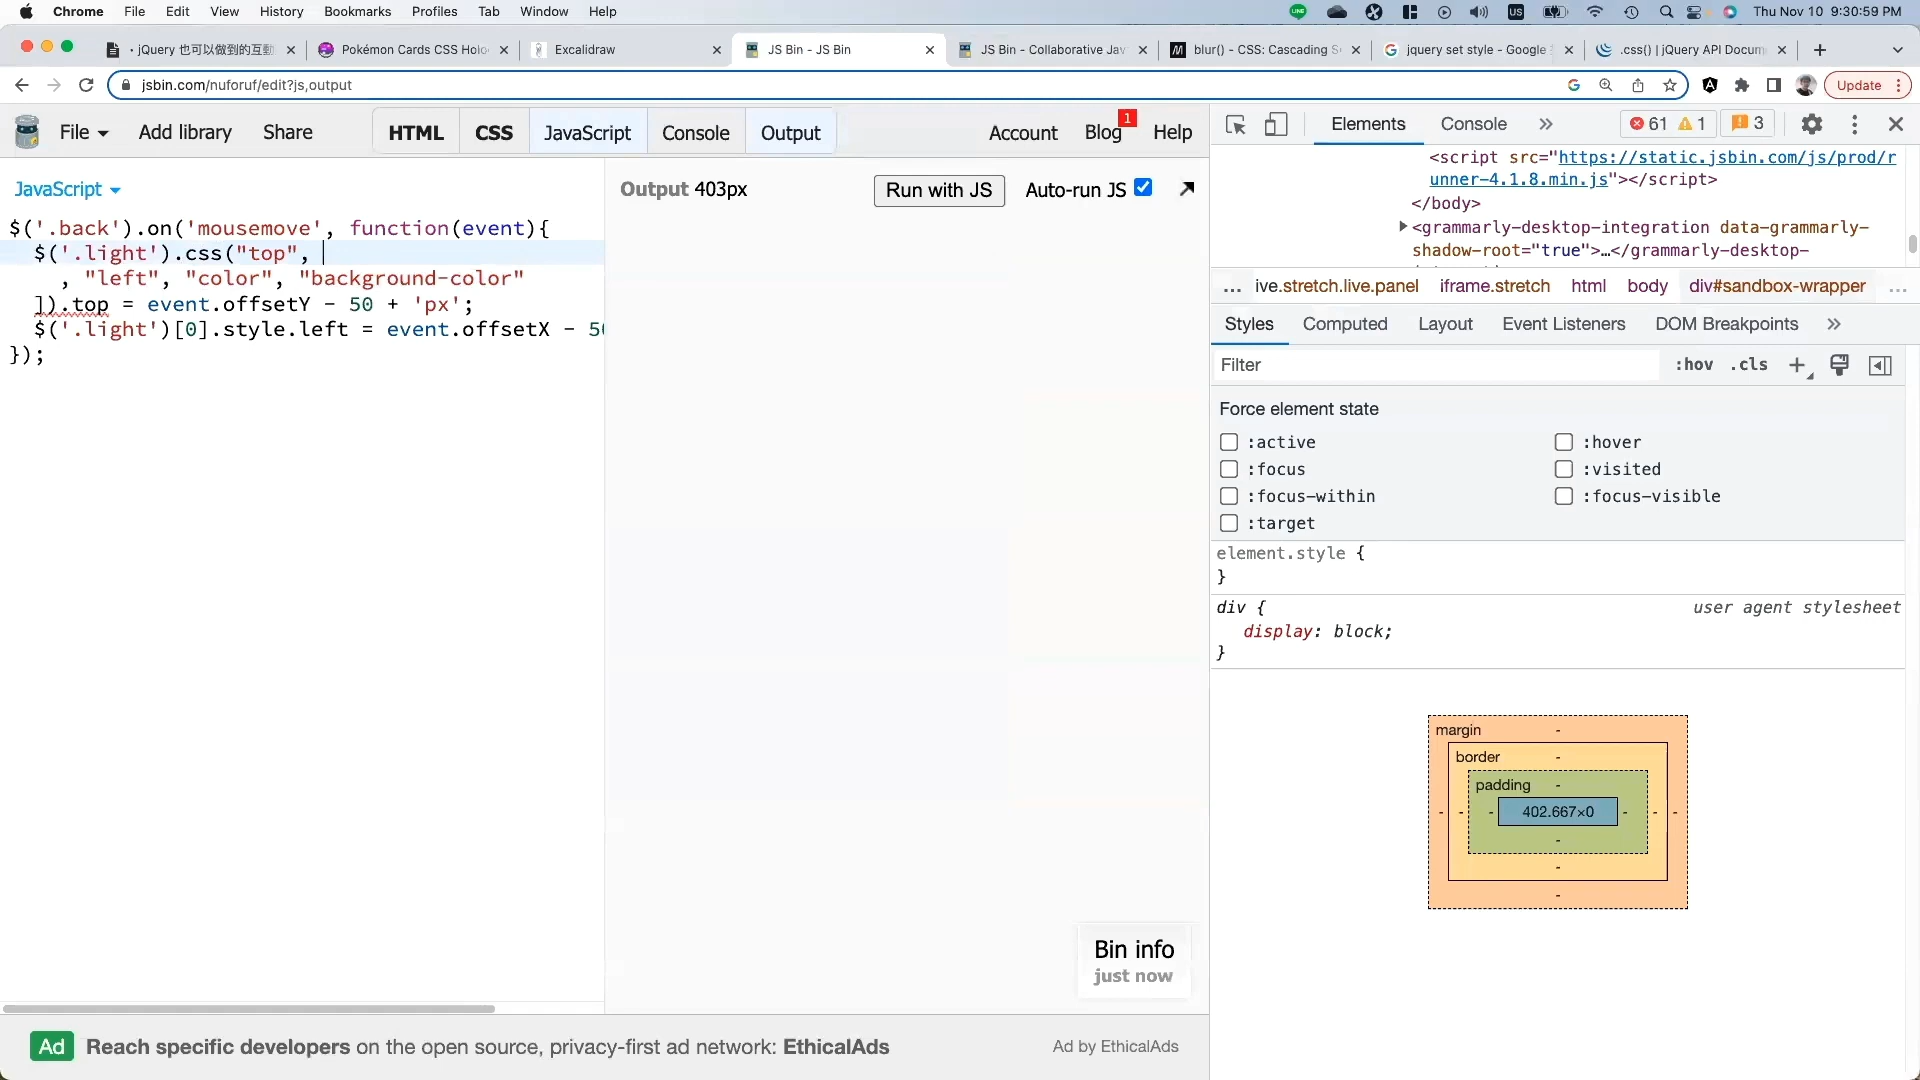 Chrome File Edit View History Bookmarks Profiles Tab Window Help
US Thu Nov 10 9:30:59 PM
· jQuery 也可以做到的互動
Pokémon Cards CSS Holo
Excalidraw
JS Bin - JS Bin
JS Bin - Collaborative Jav
blur() - CSS: Cascading S
jquery set style - Google
.css() | jQuery API Docum
jsbin.com/nuforuf/edit?js,output
Update
File Add library Share
HTML CSS JavaScript Console Output
Account Blog 1 Help
JavaScript
$('.back').on('mousemove', function(event){
$('.light').css("top",
, "left", "color", "background-color"
]).top = event.offsetY - 50 + 'px';
$('.light')[0].style.left = event.offsetX - 50
});
Output 403px
Run with JS
Auto-run JS
Bin info
just now
Ad Reach specific developers on the open source, privacy-first ad network: EthicalAds
Ad by EthicalAds
Elements Console » 61 1 3
<script src="https://static.jsbin.com/js/prod/r
unner-4.1.8.min.js"></script>
</body>
<grammarly-desktop-integration data-grammarly-
shadow-root="true">…</grammarly-desktop-
... ive.stretch.live.panel iframe.stretch html body div#sandbox-wrapper ...
Styles Computed Layout Event Listeners DOM Breakpoints »
Filter
:hov .cls +
Force element state
:active :hover
:focus :visited
:focus-within :focus-visible
:target
element.style {
}
div { user agent stylesheet
display: block;
}
margin -
border -
padding -
- - - 402.667×0 - - -
-
-
-